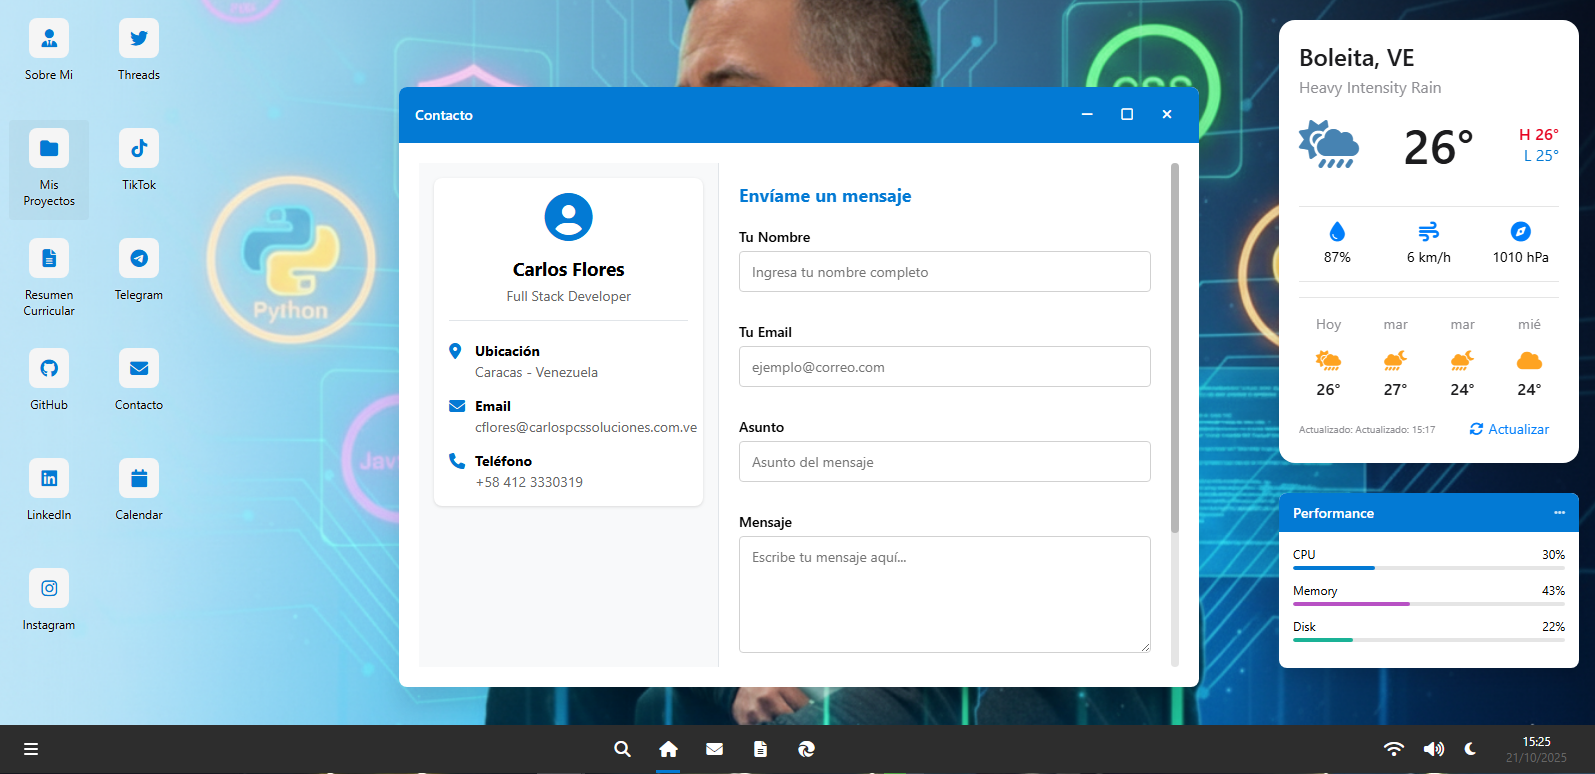 Sobre Mi
Threads
Mis
Proyectos
TikTok
Resumen
Curricular
Telegram
GitHub
Contacto
LinkedIn
Calendar
Instagram
Python
CSS
Contacto
Carlos Flores
Full Stack Developer
Ubicación
Caracas - Venezuela
Email
cflores@carlospcssoluciones.com.ve
Teléfono
+58 412 3330319
Envíame un mensaje
Tu Nombre
Ingresa tu nombre completo
Tu Email
ejemplo@correo.com
Asunto
Asunto del mensaje
Mensaje
Escribe tu mensaje aquí...
Boleita, VE
Heavy Intensity Rain
26°
H 26°
L 25°
87%
6 km/h
1010 hPa
Hoy
mar
mar
mié
26°
27°
24°
24°
Actualizado: Actualizado: 15:17
Actualizar
Performance
CPU
30%
Memory
43%
Disk
22%
15:25
21/10/2025